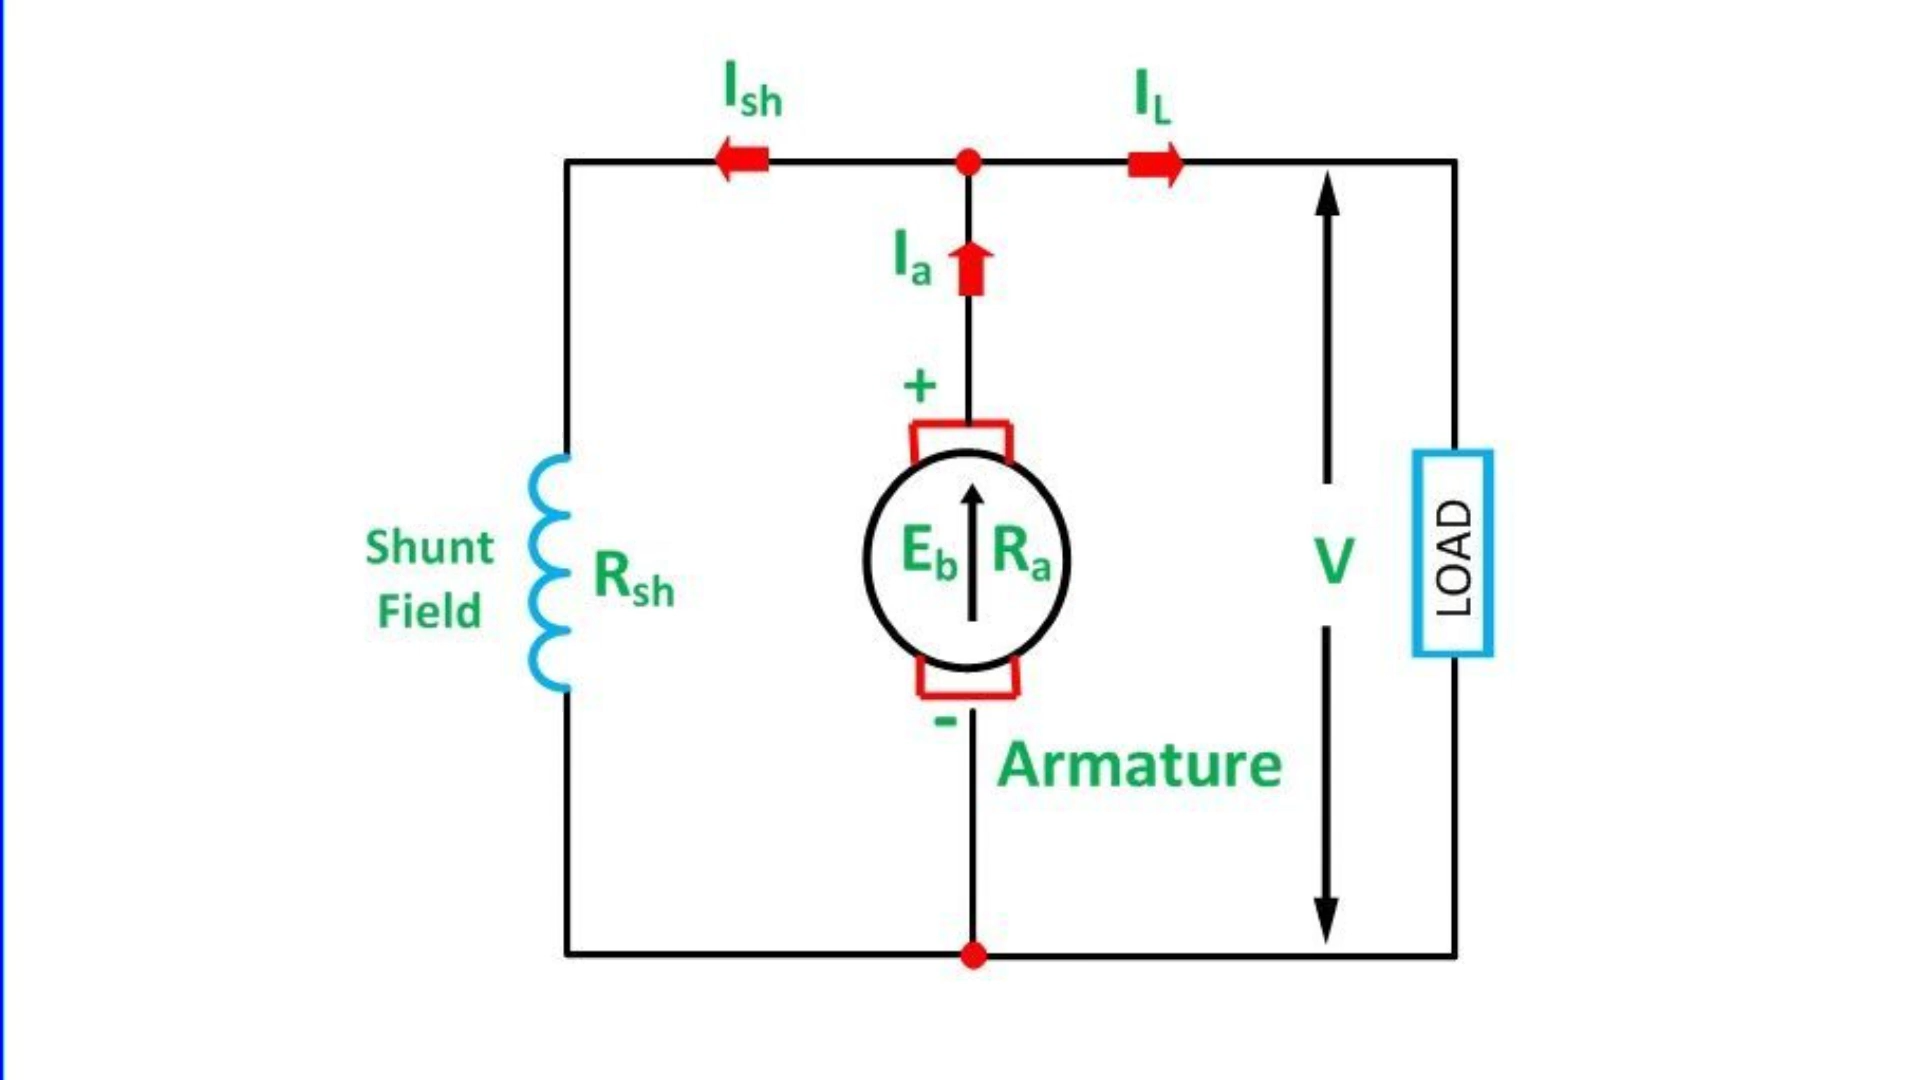 Ish
IL
Ia
+
Eb
Ra
Shunt
Field
Rsh
V
LOAD
-
Armature